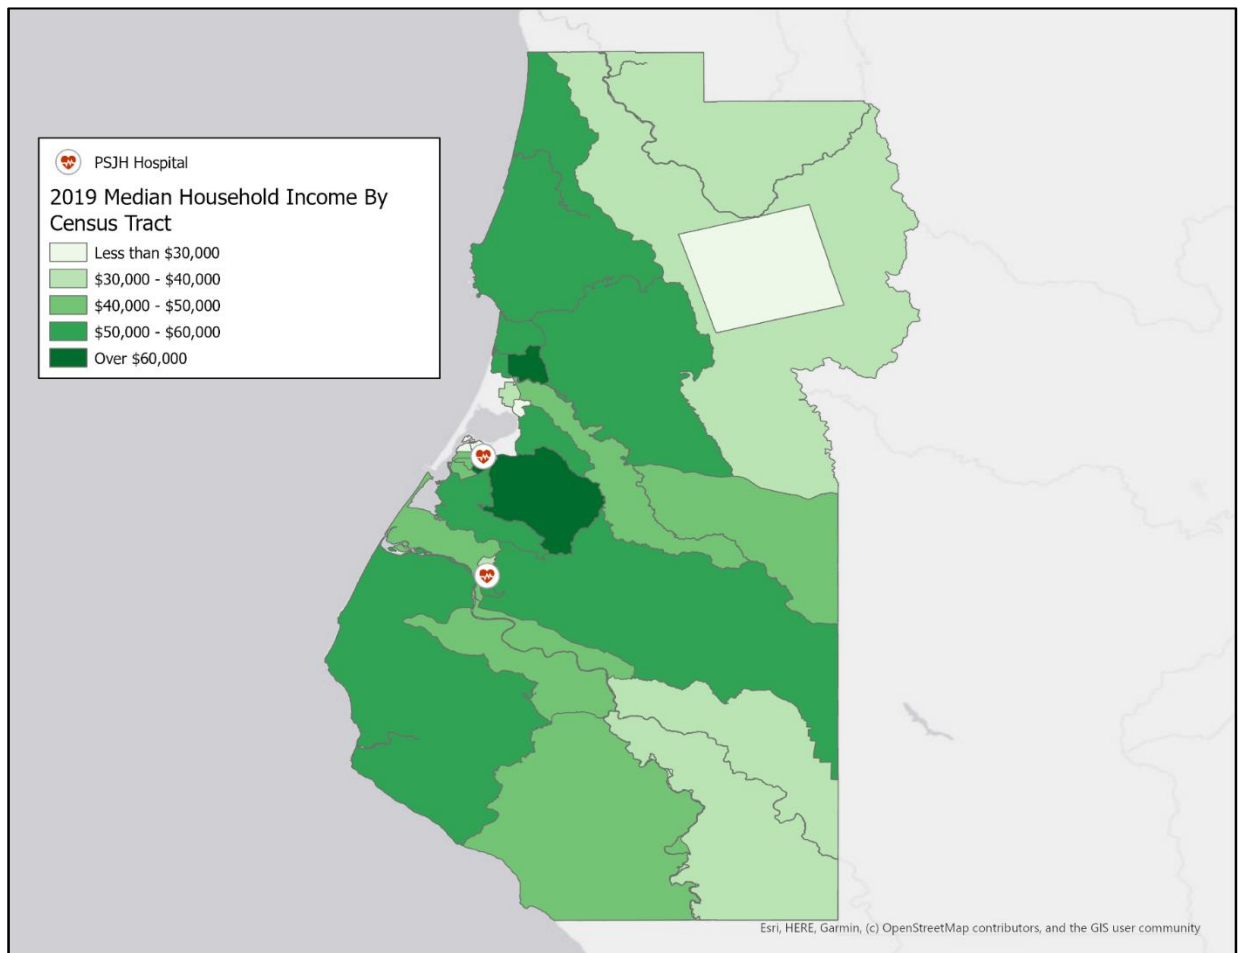 PSJH Hospital
2019 Median Household Income By
Census Tract
Less than $30,000
$30,000 - $40,000
$40,000 - $50,000
$50,000 - $60,000
Over $60,000
Esri, HERE, Garmin, (c) OpenStreetMap contributors, and the GIS user community